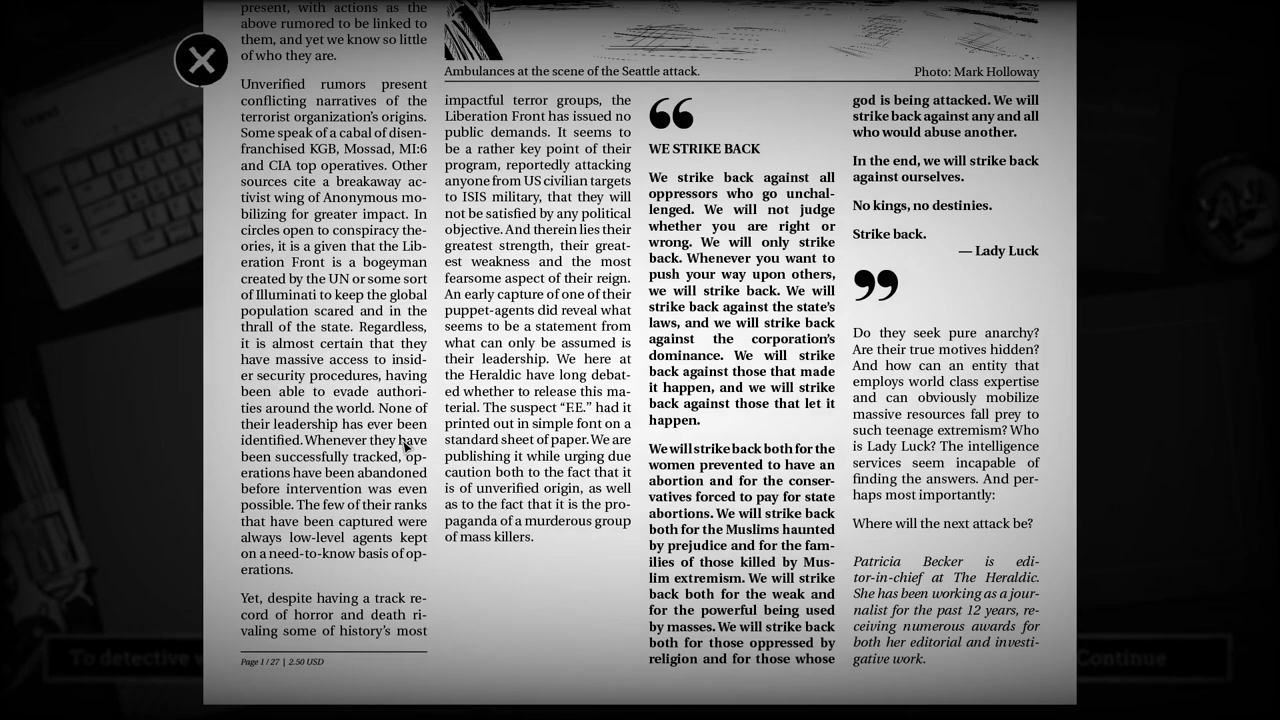 present, with actions as the
above rumored to be linked to
them, and yet we know so little
of who they are.
Unverified rumors present
conflicting narratives of the
terrorist organization's origins.
Some speak of a cabal of disen-
franchised KGB, Mossad, MI:6
and CIA top operatives. Other
sources cite a breakaway ac-
tivist wing of Anonymous mo-
bilizing for greater impact. In
circles open to conspiracy the-
ories, it is a given that the Lib-
eration Front is a bogeyman
created by the UN or some sort
of Illuminati to keep the global
population scared and in the
thrall of the state. Regardless,
it is almost certain that they
have massive access to insid-
er security procedures, having
been able to evade authori-
ties around the world. None of
their leadership has ever been
identified. Whenever they have
been successfully tracked, op-
erations have been abandoned
before intervention was even
possible. The few of their ranks
that have been captured were
always low-level agents kept
on a need-to-know basis of op-
erations.
Yet, despite having a track re-
cord of horror and death ri-
valing some of history's most
Page 1 / 27 | 2.50 USD
Ambulances at the scene of the Seattle attack.
Photo: Mark Holloway
impactful terror groups, the
Liberation Front has issued no
public demands. It seems to
be a rather key point of their
program, reportedly attacking
anyone from US civilian targets
to ISIS military, that they will
not be satisfied by any political
objective. And therein lies their
greatest strength, their great-
est weakness and the most
fearsome aspect of their reign.
An early capture of one of their
puppet-agents did reveal what
seems to be a statement from
what can only be assumed is
their leadership. We here at
the Heraldic have long debat-
ed whether to release this ma-
terial. The suspect “F.E.” had it
printed out in simple font on a
standard sheet of paper. We are
publishing it while urging due
caution both to the fact that it
is of unverified origin, as well
as to the fact that it is the pro-
paganda of a murderous group
of mass killers.
“
WE STRIKE BACK
We strike back against all
oppressors who go unchal-
lenged. We will not judge
whether you are right or
wrong. We will only strike
back. Whenever you want to
push your way upon others,
we will strike back. We will
strike back against the state's
laws, and we will strike back
against the corporation's
dominance. We will strike
back against those that made
it happen, and we will strike
back against those that let it
happen.
We will strike back both for the
women prevented to have an
abortion and for the conser-
vatives forced to pay for state
abortions. We will strike back
both for the Muslims haunted
by prejudice and for the fam-
ilies of those killed by Mus-
lim extremism. We will strike
back both for the weak and
for the powerful being used
by masses. We will strike back
both for those oppressed by
religion and for those whose
god is being attacked. We will
strike back against any and all
who would abuse another.
In the end, we will strike back
against ourselves.
No kings, no destinies.
Strike back.
— Lady Luck
”
Do they seek pure anarchy?
Are their true motives hidden?
And how can an entity that
employs world class expertise
and can obviously mobilize
massive resources fall prey to
such teenage extremism? Who
is Lady Luck? The intelligence
services seem incapable of
finding the answers. And per-
haps most importantly:
Where will the next attack be?
Patricia Becker is edi-
tor-in-chief at The Heraldic.
She has been working as a jour-
nalist for the past 12 years, re-
ceiving numerous awards for
both her editorial and investi-
gative work.
To detective
Continue